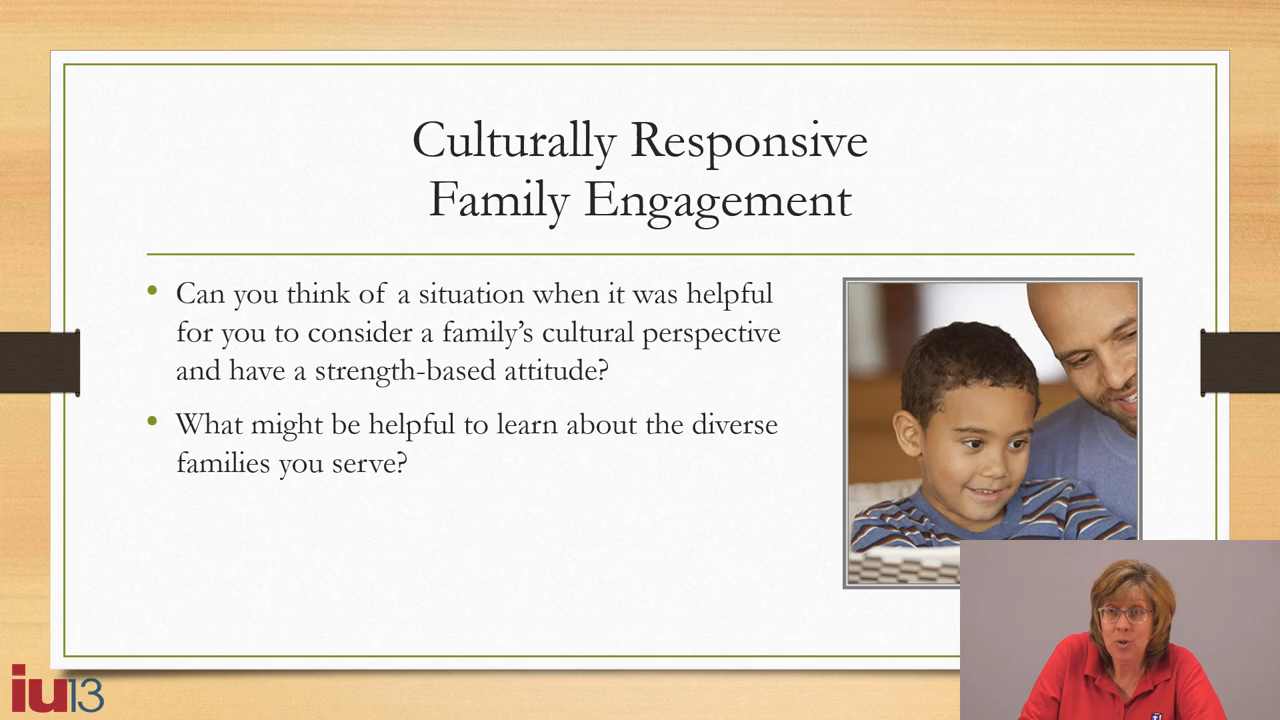 Culturally Responsive
Family Engagement
• Can you think of a situation when it was helpful
for you to consider a family’s cultural perspective
and have a strength-based attitude?
• What might be helpful to learn about the diverse
families you serve?
iu13